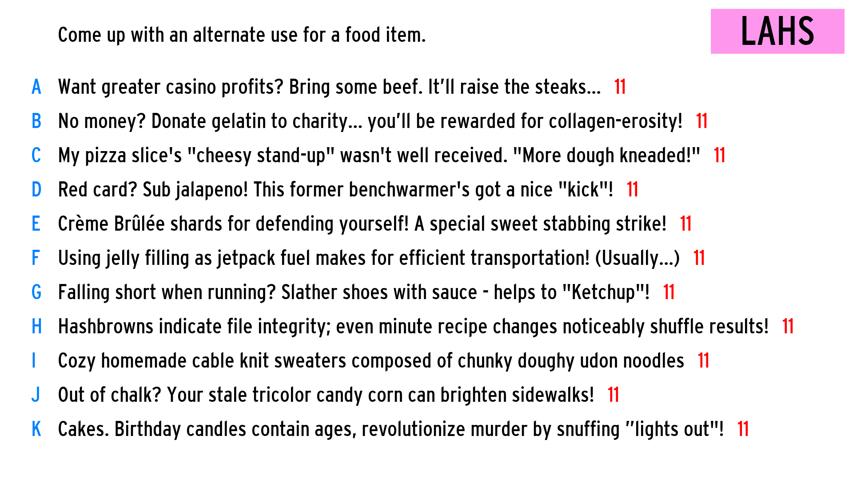 Come up with an alternate use for a food item.
LAHS
A Want greater casino profits? Bring some beef. It’ll raise the steaks... 11
B No money? Donate gelatin to charity... you’ll be rewarded for collagen-erosity! 11
C My pizza slice's "cheesy stand-up" wasn't well received. "More dough kneaded!" 11
D Red card? Sub jalapeno! This former benchwarmer's got a nice "kick"! 11
E Crème Brûlée shards for defending yourself! A special sweet stabbing strike! 11
F Using jelly filling as jetpack fuel makes for efficient transportation! (Usually...) 11
G Falling short when running? Slather shoes with sauce - helps to "Ketchup"! 11
H Hashbrowns indicate file integrity; even minute recipe changes noticeably shuffle results! 11
I Cozy homemade cable knit sweaters composed of chunky doughy udon noodles 11
J Out of chalk? Your stale tricolor candy corn can brighten sidewalks! 11
K Cakes. Birthday candles contain ages, revolutionize murder by snuffing ”lights out"! 11